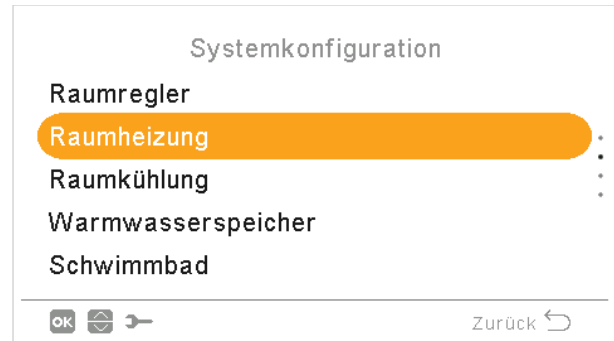 Systemkonfiguration
Raumregler
Raumheizung
Raumkühlung
Warmwasserspeicher
Schwimmbad
OK
Zurück